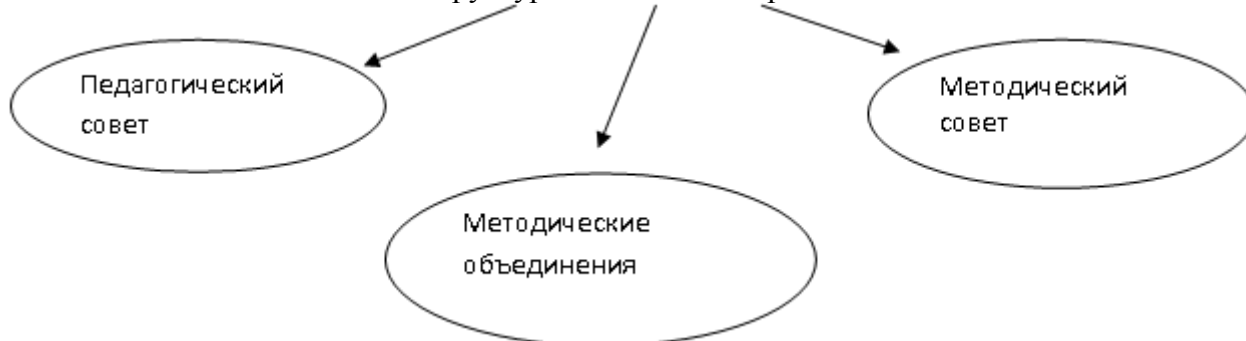 Педагогический
совет
Методический
совет
Методические
объединения